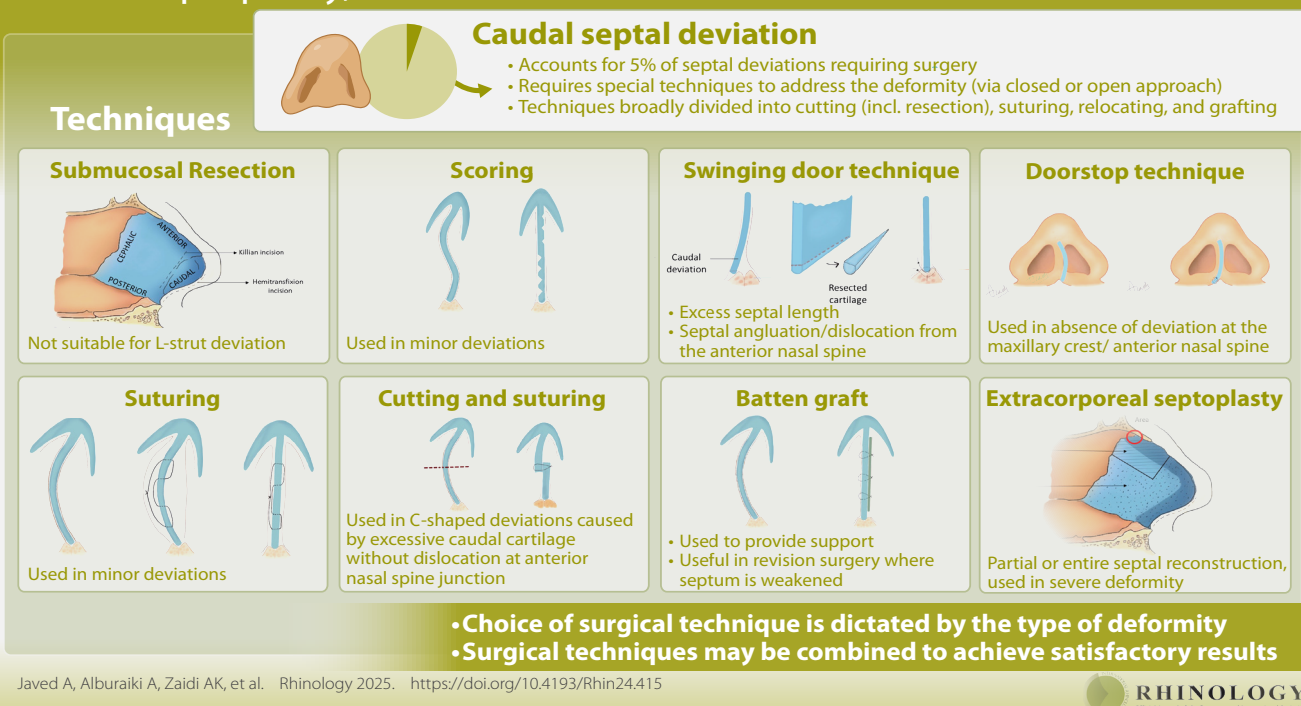 Caudal septal deviation
• Accounts for 5% of septal deviations requiring surgery
• Requires special techniques to address the deformity (via closed or open approach)
• Techniques broadly divided into cutting (incl. resection), suturing, relocating, and grafting
Techniques
Submucosal Resection
CEPHALIC
ANTERIOR
POSTERIOR
CAUDAL
Killian incision
Hemitransfixion
incision
Not suitable for L-strut deviation
Scoring
Used in minor deviations
Swinging door technique
Caudal
deviation
Resected
cartilage
• Excess septal length
• Septal angluation/dislocation from
the anterior nasal spine
Doorstop technique
Used in absence of deviation at the
maxillary crest/ anterior nasal spine
Suturing
Used in minor deviations
Cutting and suturing
Used in C-shaped deviations caused
by excessive caudal cartilage
without dislocation at anterior
nasal spine junction
Batten graft
• Used to provide support
• Useful in revision surgery where
septum is weakened
Extracorporeal septoplasty
Area
Partial or entire septal reconstruction,
used in severe deformity
•Choice of surgical technique is dictated by the type of deformity
•Surgical techniques may be combined to achieve satisfactory results
Javed A, Alburaiki A, Zaidi AK, et al. Rhinology 2025. https://doi.org/10.4193/Rhin24.415
RHINOLOGY